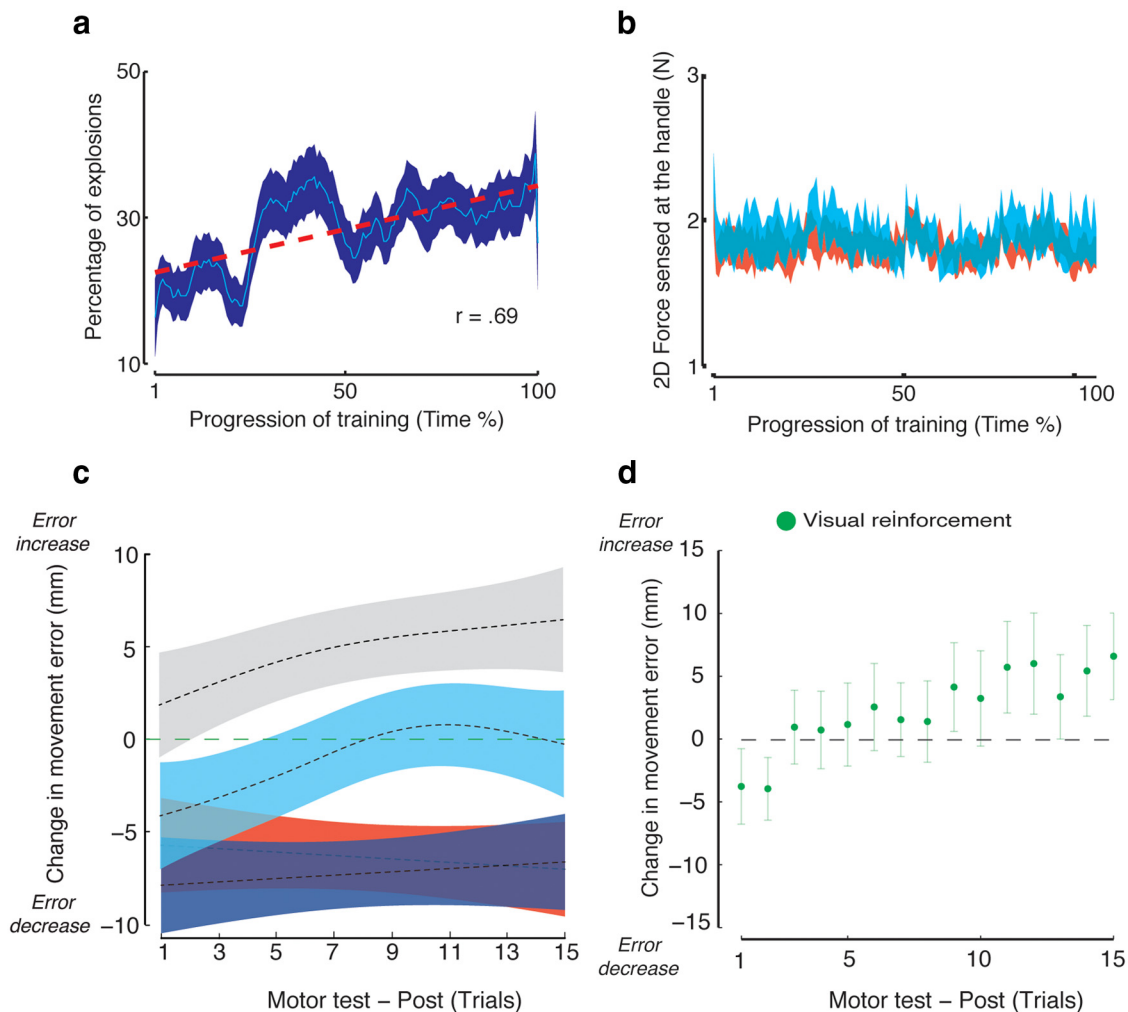 a
50
30
10
Percentage of explosions
r = .69
1
50
100
Progression of training (Time %)
b
3
2
1
2D Force sensed at the handle (N)
1
50
100
Progression of training (Time %)
c
Error
increase
10
5
0
−5
−10
Change in movement error (mm)
Error
decrease
1
3
5
7
9
11
13
15
Motor test – Post (Trials)
d
Error
increase
Visual reinforcement
15
10
5
0
−5
−10
−15
Change in movement error (mm)
Error
decrease
1
5
10
15
Motor test – Post (Trials)